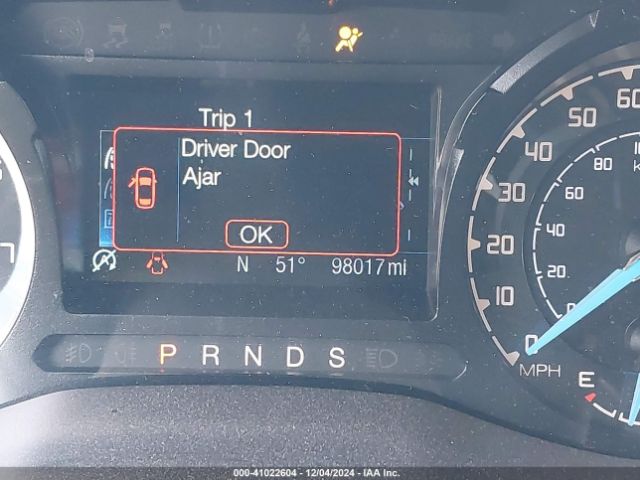 Trip 1
Driver Door
Ajar
OK
N 51° 98017 mi
P R N D S
60
50
40
30
20
10
0
MPH
80
60
40
20
0
E
000-41022604 - 12/04/2024 - IAA Inc.